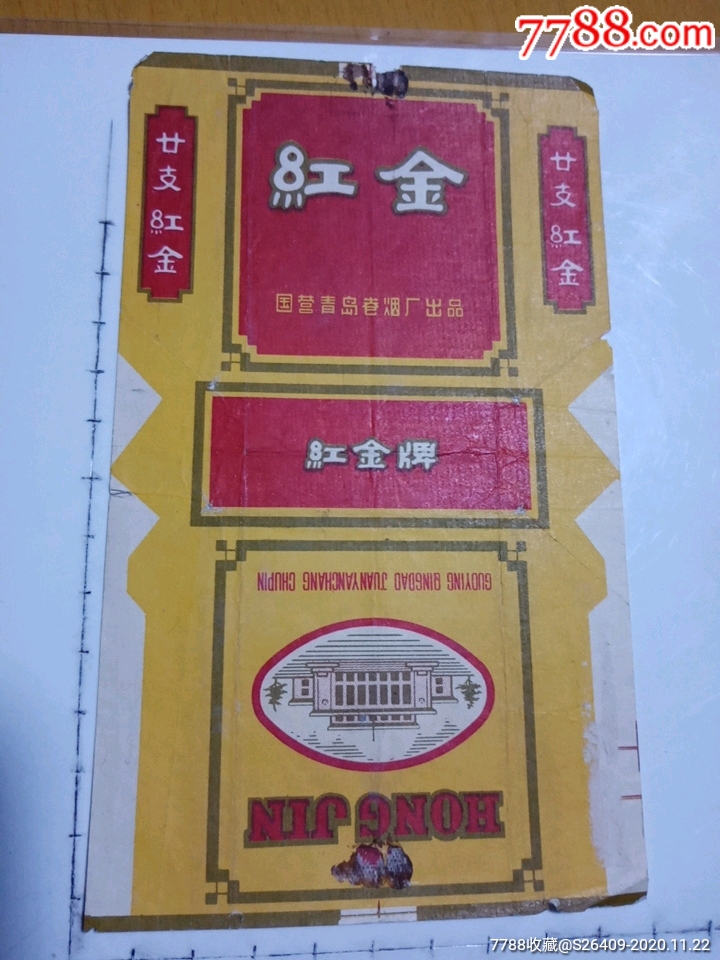 7788.com
紅金
国营青岛卷烟厂出品
廿支紅金
廿支紅金
紅金牌
GUOYING QINGDAO JUANYANCHANG CHUPIN
HONG JIN
7788收藏@S26409-2020.11.22